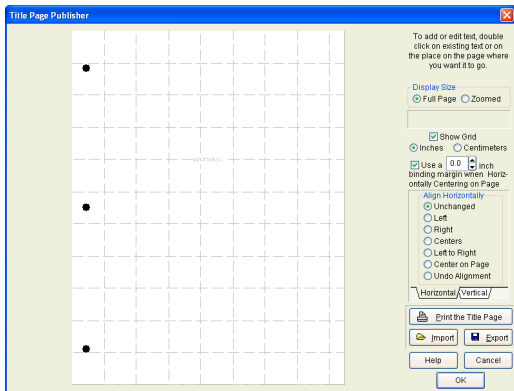 Title Page Publisher
To add or edit text, double
click on existing text or on
the place on the page where
you want it to go.
Display Size
Full Page Zoomed
Show Grid
Inches Centimeters
Use a 0.0 inch
binding margin when Horiz-
ontally Centering on Page
Align Horizontally
Unchanged
Left
Right
Centers
Left to Right
Center on Page
Undo Alignment
Horizontal Vertical
Print the Title Page
Import Export
Help Cancel
OK